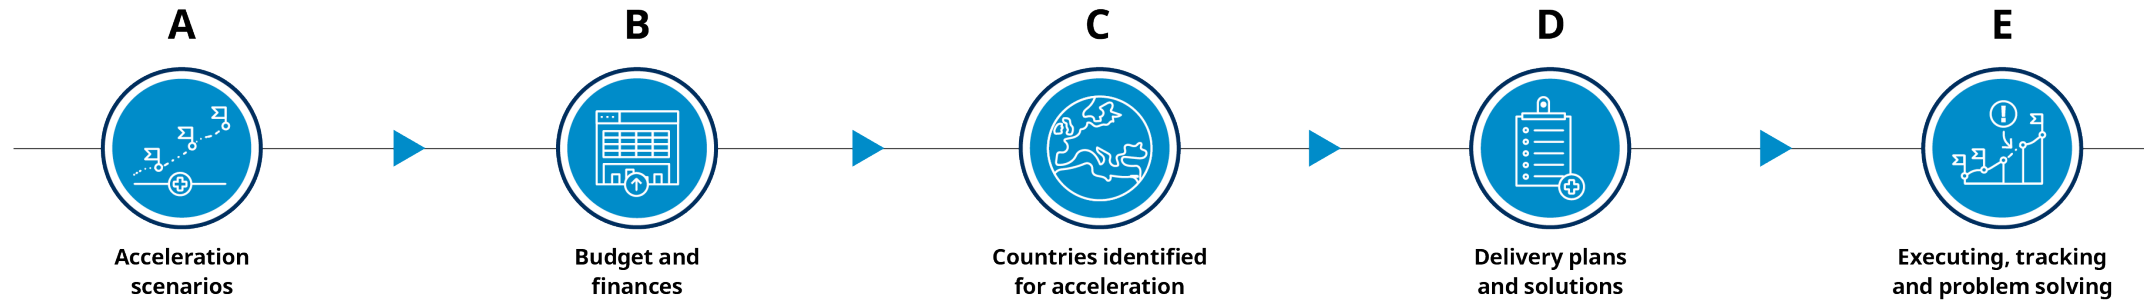 A
Acceleration
scenarios
B
Budget and
finances
C
Countries identified
for acceleration
D
Delivery plans
and solutions
E
Executing, tracking
and problem solving